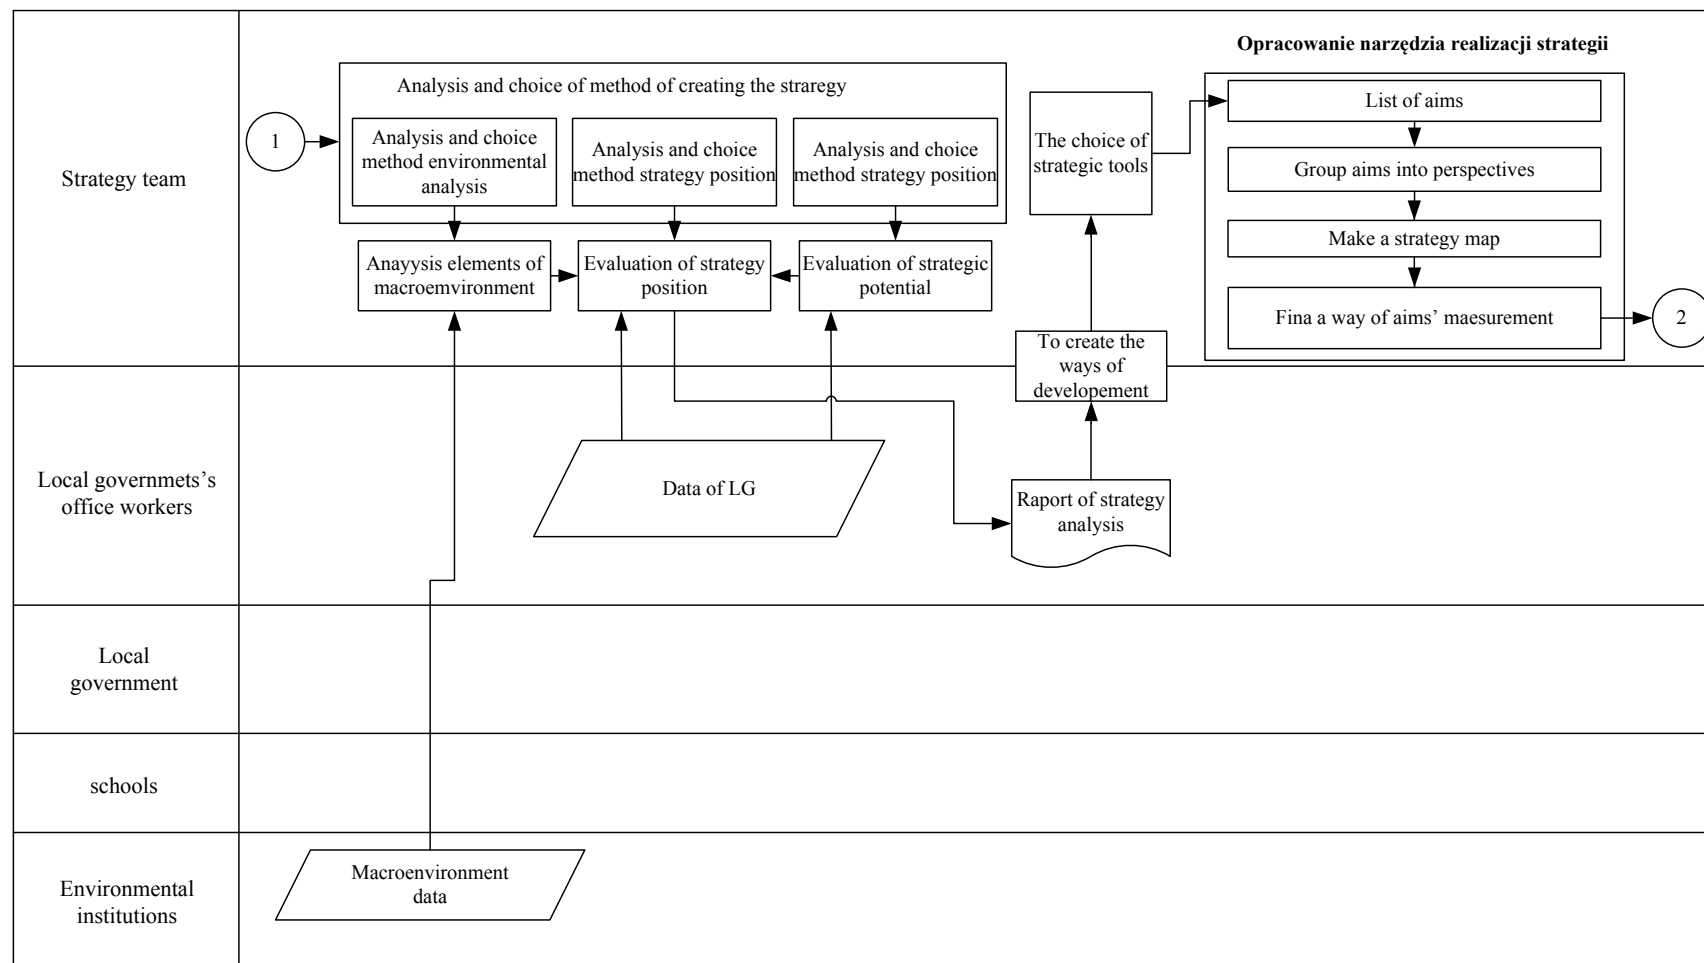 Opracowanie narzędzia realizacji strategii
Strategy team
1
Analysis and choice of method of creating the straregy
Analysis and choice
method environmental
analysis
Analysis and choice
method strategy position
Analysis and choice
method strategy position
Anayysis elements of
macroemvironment
Evaluation of strategy
position
Evaluation of strategic
potential
The choice of
strategic tools
List of aims
Group aims into perspectives
Make a strategy map
Fina a way of aims’ maesurement
2
To create the
ways of
developement
Local governmets’s
office workers
Data of LG
Raport of strategy
analysis
Local
government
schools
Environmental
institutions
Macroenvironment
data